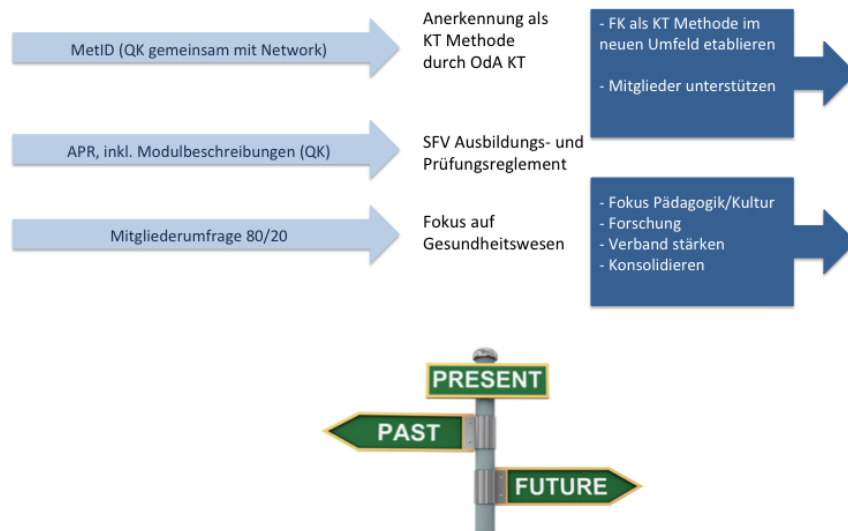 MetID (QK gemeinsam mit Network)
Anerkennung als
KT Methode
durch OdA KT
- FK als KT Methode im
neuen Umfeld etablieren
- Mitglieder unterstützen
APR, inkl. Modulbeschreibungen (QK)
SFV Ausbildungs- und
Prüfungsreglement
Mitgliederumfrage 80/20
Fokus auf
Gesundheitswesen
- Fokus Pädagogik/Kultur
- Forschung
- Verband stärken
- Konsolidieren
PRESENT
PAST
FUTURE